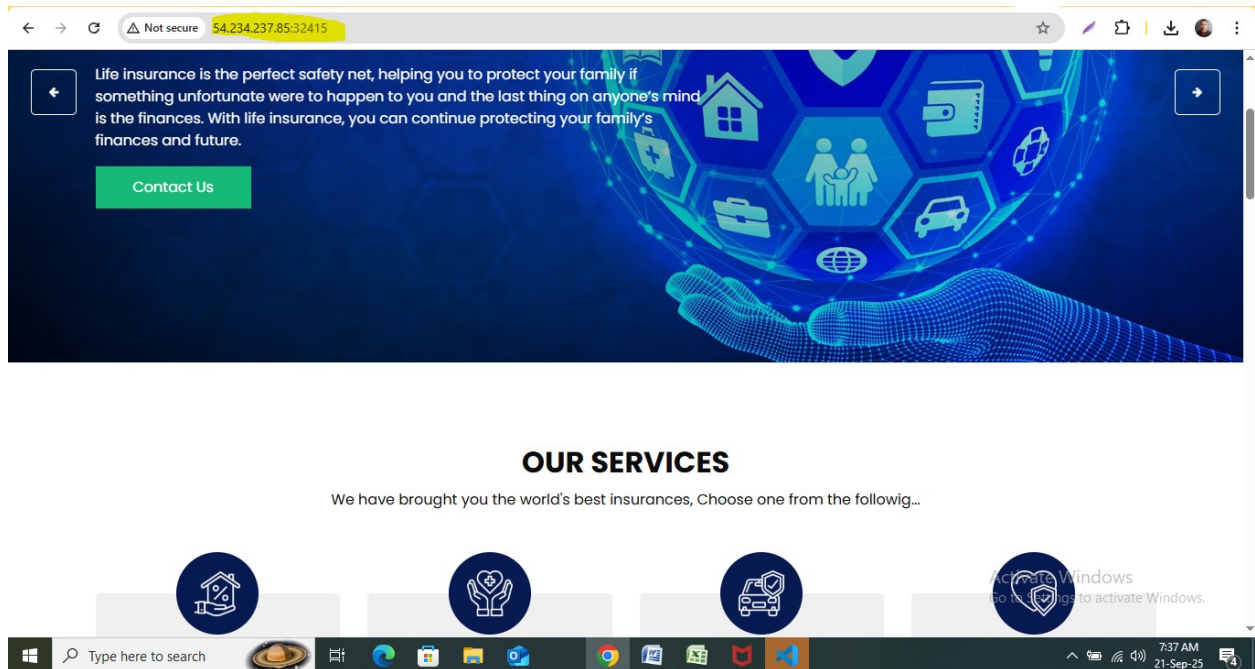 Not secure
54.234.237.85:32415
Life insurance is the perfect safety net, helping you to protect your family if
something unfortunate were to happen to you and the last thing on anyone's mind
is the finances. With life insurance, you can continue protecting your family's
finances and future.
Contact Us
OUR SERVICES
We have brought you the world's best insurances, Choose one from the followig...
Activate Windows
Go to Settings to activate Windows.
Type here to search
7:37 AM
21-Sep-25
4